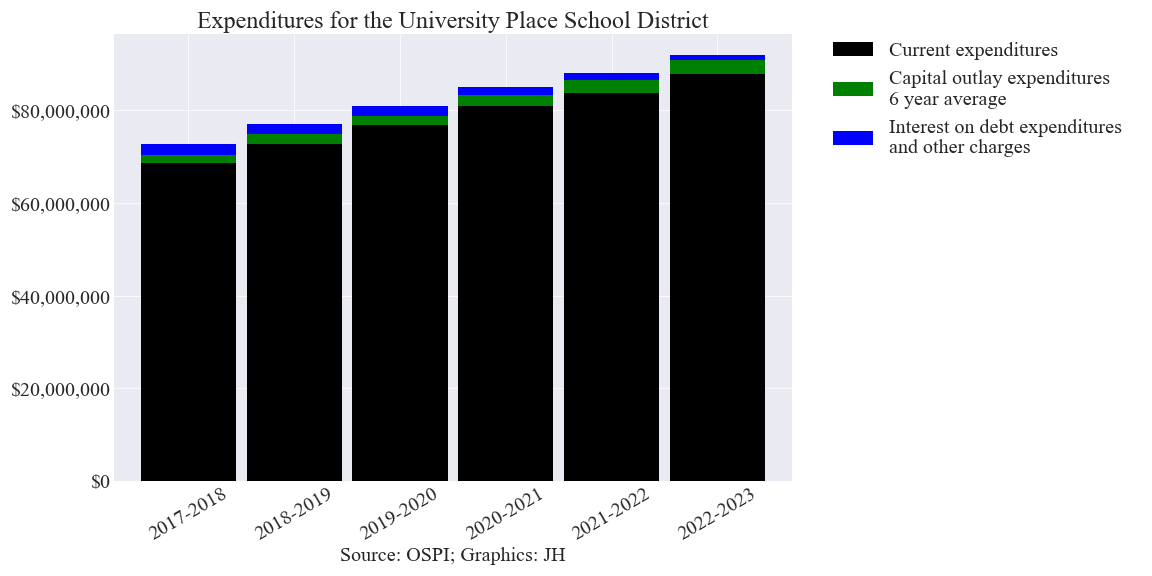 Expenditures for the University Place School District
Current expenditures
Capital outlay expenditures
6 year average
Interest on debt expenditures
and other charges
$80,000,000
$60,000,000
$40,000,000
$20,000,000
$0
2017-2018
2018-2019
2019-2020
2020-2021
2021-2022
2022-2023
Source: OSPI; Graphics: JH